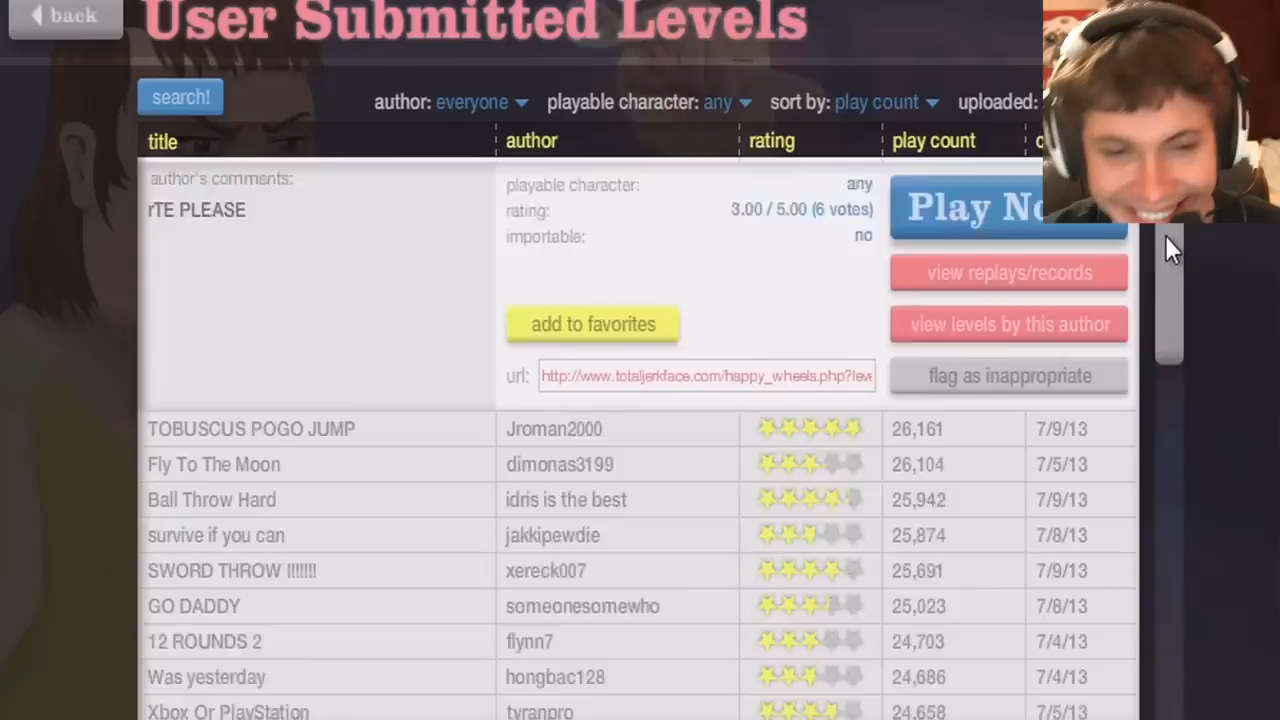 back
User Submitted Levels
search!
author: everyone playable character: any sort by: play count uploaded:
title author rating play count
author's comments:
rTE PLEASE
playable character: any
rating: 3.00 / 5.00 (6 votes)
importable: no
Play No
view replays/records
add to favorites
view levels by this author
url: http://www.totaljerkface.com/happy_wheels.php?leve
flag as inappropriate
TOBUSCUS POGO JUMP Jroman2000 26,161 7/9/13
Fly To The Moon dimonas3199 26,104 7/5/13
Ball Throw Hard idris is the best 25,942 7/9/13
survive if you can jakkipewdie 25,874 7/8/13
SWORD THROW !!!!!!! xereck007 25,691 7/9/13
GO DADDY someonesomewho 25,023 7/8/13
12 ROUNDS 2 flynn7 24,703 7/4/13
Was yesterday hongbac128 24,686 7/4/13
Xbox Or PlayStation tyranpro 24,658 7/5/13